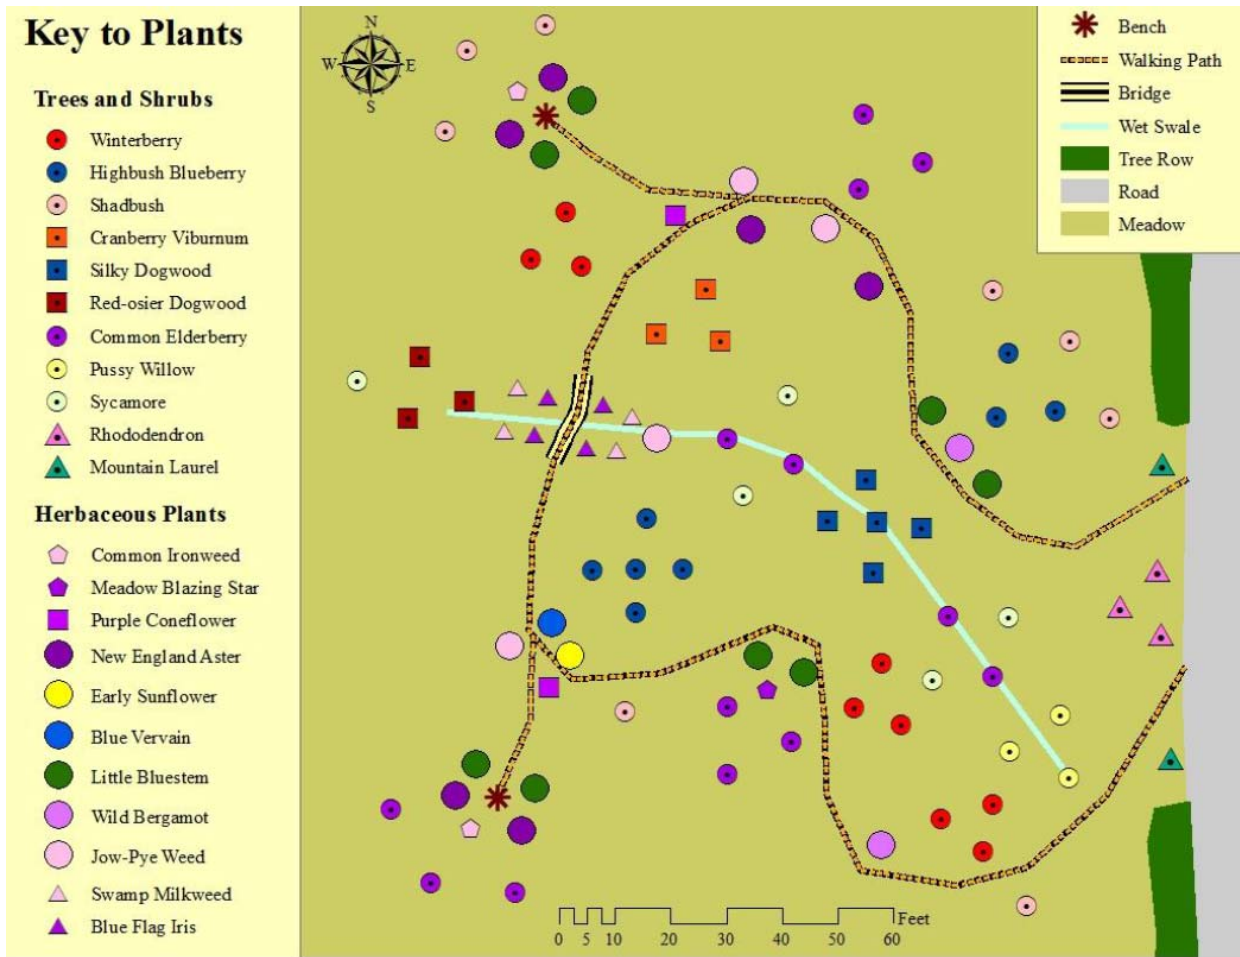 Key to Plants
Trees and Shrubs
Winterberry
Highbush Blueberry
Shadbush
Cranberry Viburnum
Silky Dogwood
Red-osier Dogwood
Common Elderberry
Pussy Willow
Sycamore
Rhododendron
Mountain Laurel
Herbaceous Plants
Common Ironweed
Meadow Blazing Star
Purple Coneflower
New England Aster
Early Sunflower
Blue Vervain
Little Bluestem
Wild Bergamot
Jow-Pye Weed
Swamp Milkweed
Blue Flag Iris
N
W E
S
Bench
Walking Path
Bridge
Wet Swale
Tree Row
Road
Meadow
Feet
0 5 10 20 30 40 50 60